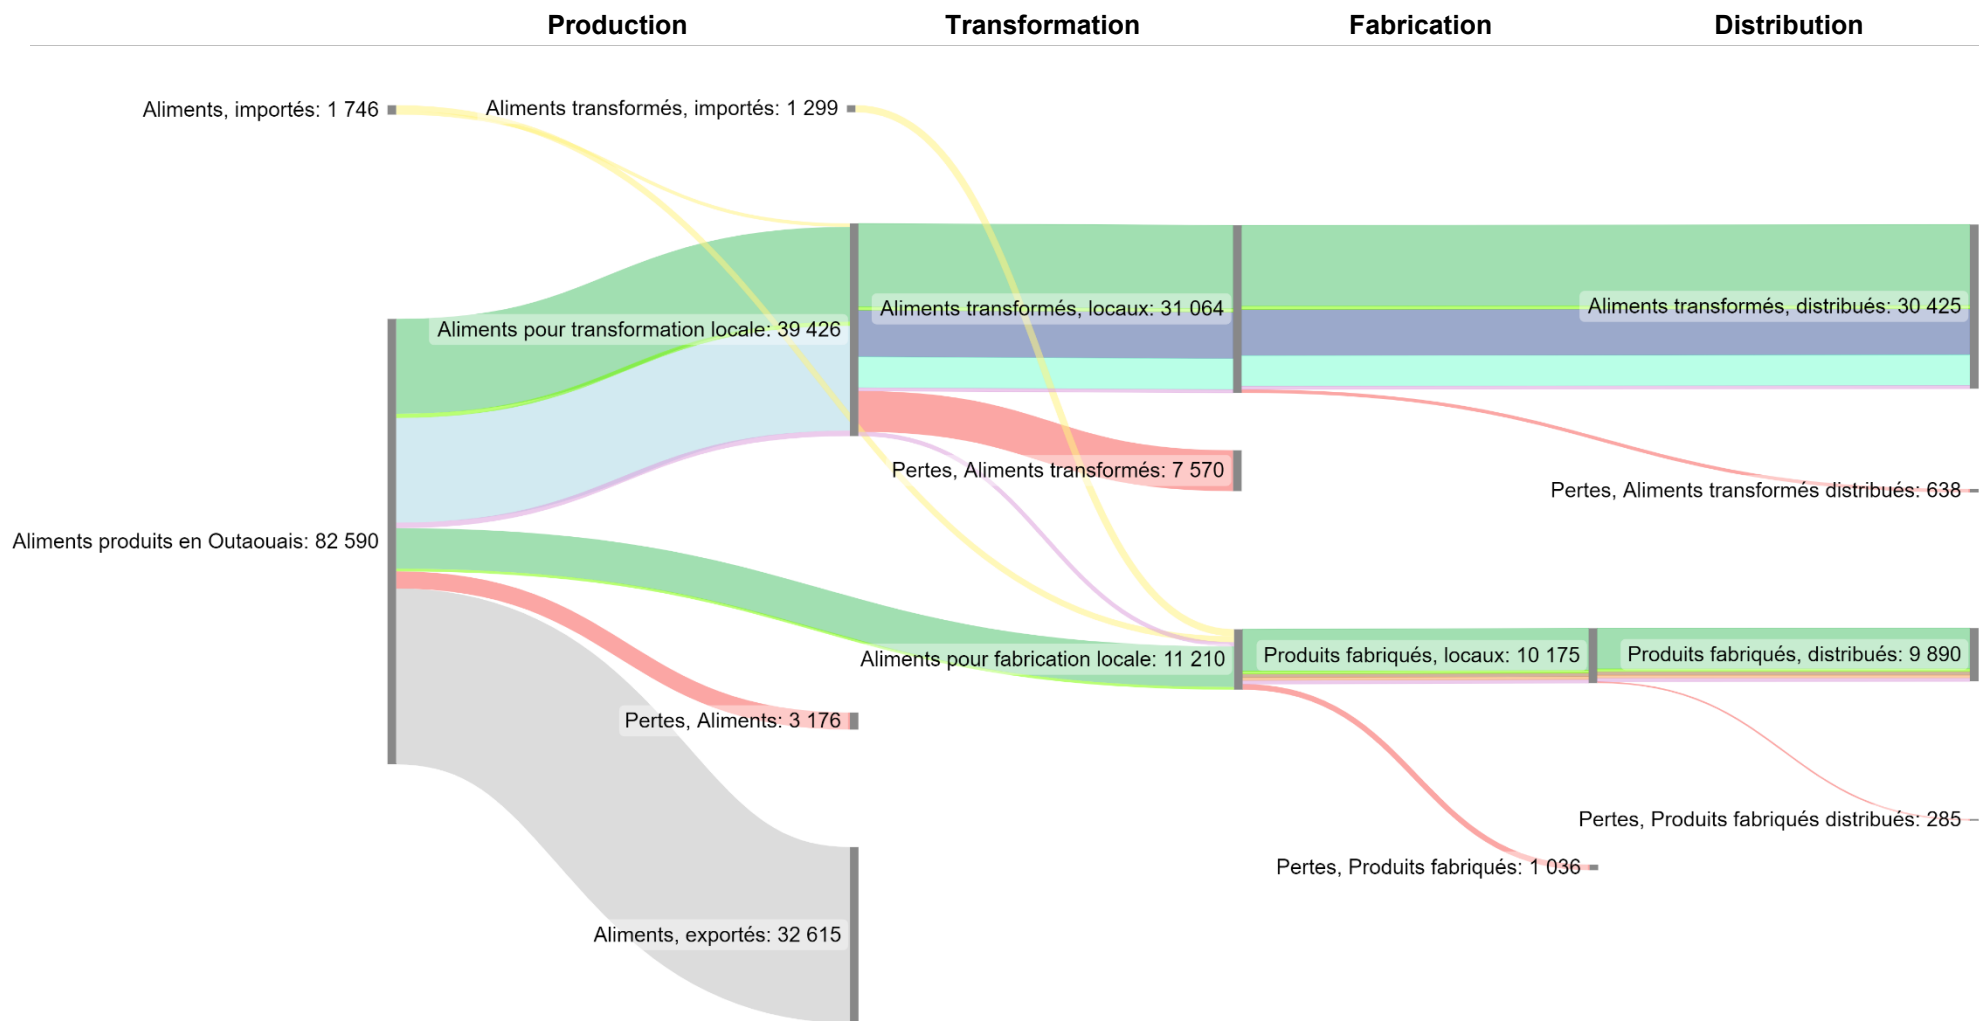 Production
Transformation
Fabrication
Distribution
Aliments, importés: 1 746
Aliments transformés, importés: 1 299
Aliments pour transformation locale: 39 426
Aliments transformés, locaux: 31 064
Aliments transformés, distribués: 30 425
Pertes, Aliments transformés: 7 570
Pertes, Aliments transformés distribués: 638
Aliments produits en Outaouais: 82 590
Aliments pour fabrication locale: 11 210
Produits fabriqués, locaux: 10 175
Produits fabriqués, distribués: 9 890
Pertes, Aliments: 3 176
Pertes, Produits fabriqués distribués: 285
Pertes, Produits fabriqués: 1 036
Aliments, exportés: 32 615